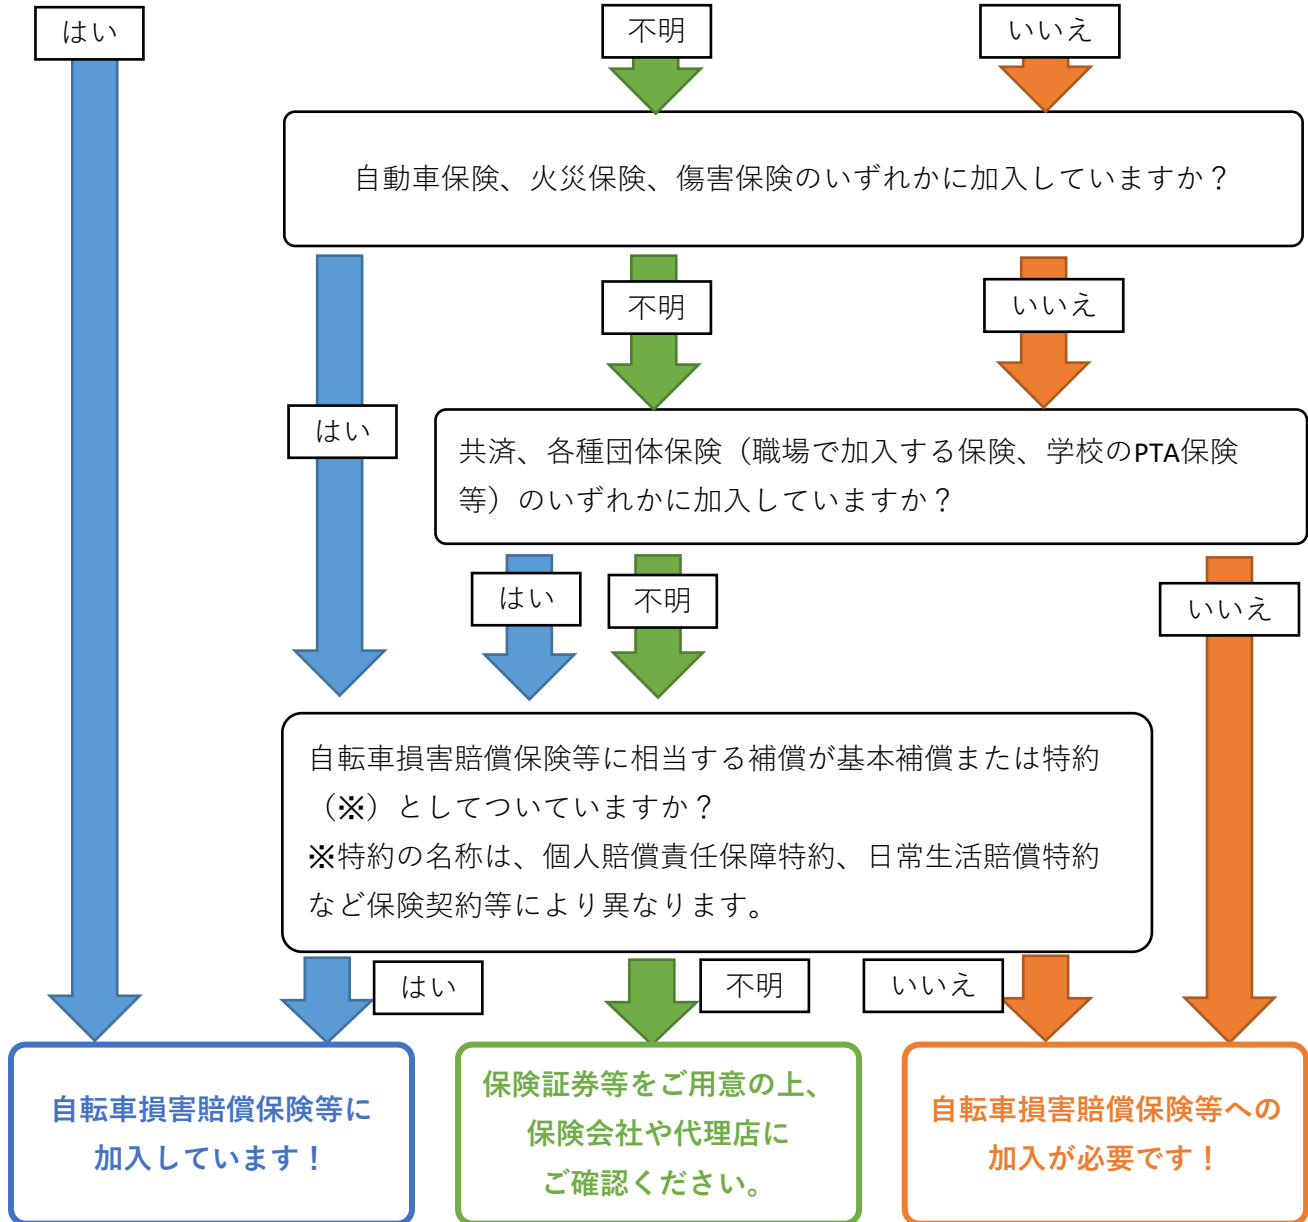 はい
不明
いいえ
自動車保険、火災保険、傷害保険のいずれかに加入していますか？
不明
いいえ
はい
共済、各種団体保険（職場で加入する保険、学校のPTA保険
等）のいずれかに加入していますか？
はい
不明
いいえ
自転車損害賠償保険等に相当する補償が基本補償または特約
（※）としてついていますか？
※特約の名称は、個人賠償責任保障特約、日常生活賠償特約
など保険契約等により異なります。
はい
不明
いいえ
自転車損害賠償保険等に
加入しています！
保険証券等をご用意の上、
保険会社や代理店に
ご確認ください。
自転車損害賠償保険等への
加入が必要です！